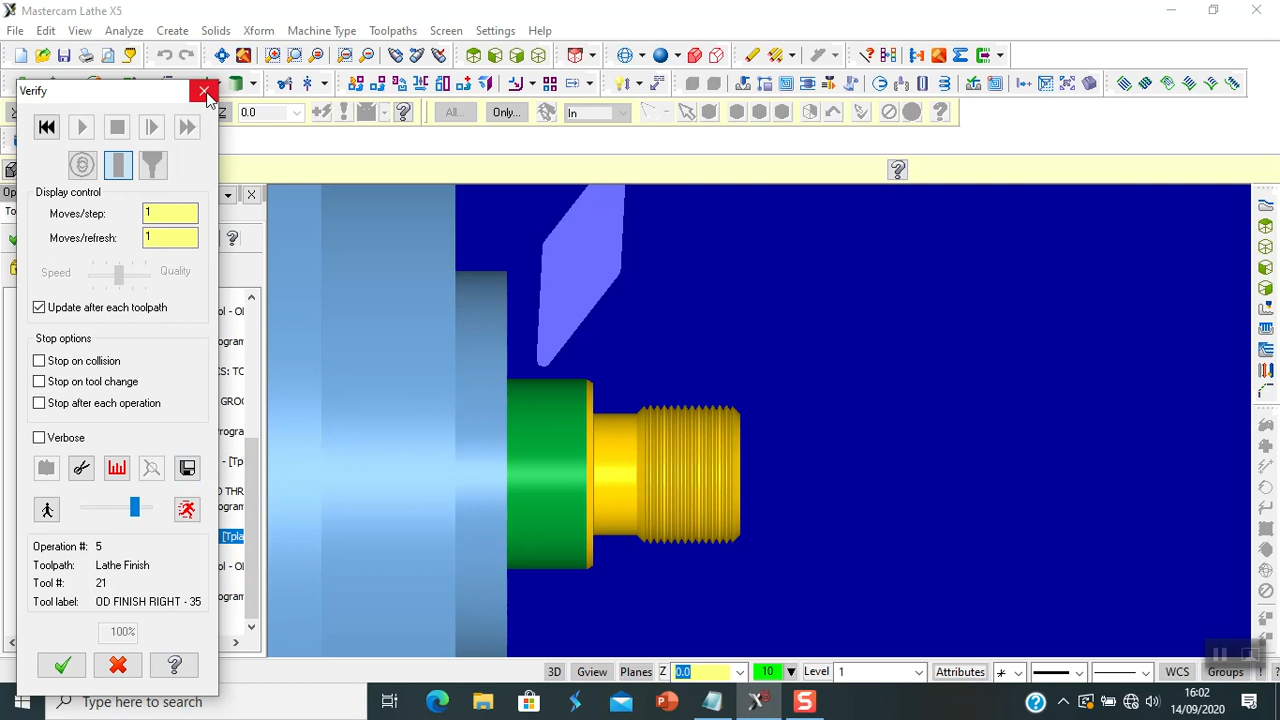 Mastercam Lathe X5
File Edit View Analyze Create Solids Xform Machine Type Toolpaths Screen Settings Help
Verify
Z 0.0 All... Only... In
Display control
Moves/step: 1
Moves/refresh: 1
Speed Quality
Update after each toolpath
Stop options
Stop on collision
Stop on tool change
Stop after each operation
Verbose
Operation #: 5
Toolpath: Lathe Finish
Tool #: 21
Tool label: OD FINISH RIGHT - 35
100%
3D Gview Planes Z 0.0 10 Level 1 Attributes WCS Groups
Type here to search
16:02
14/09/2020